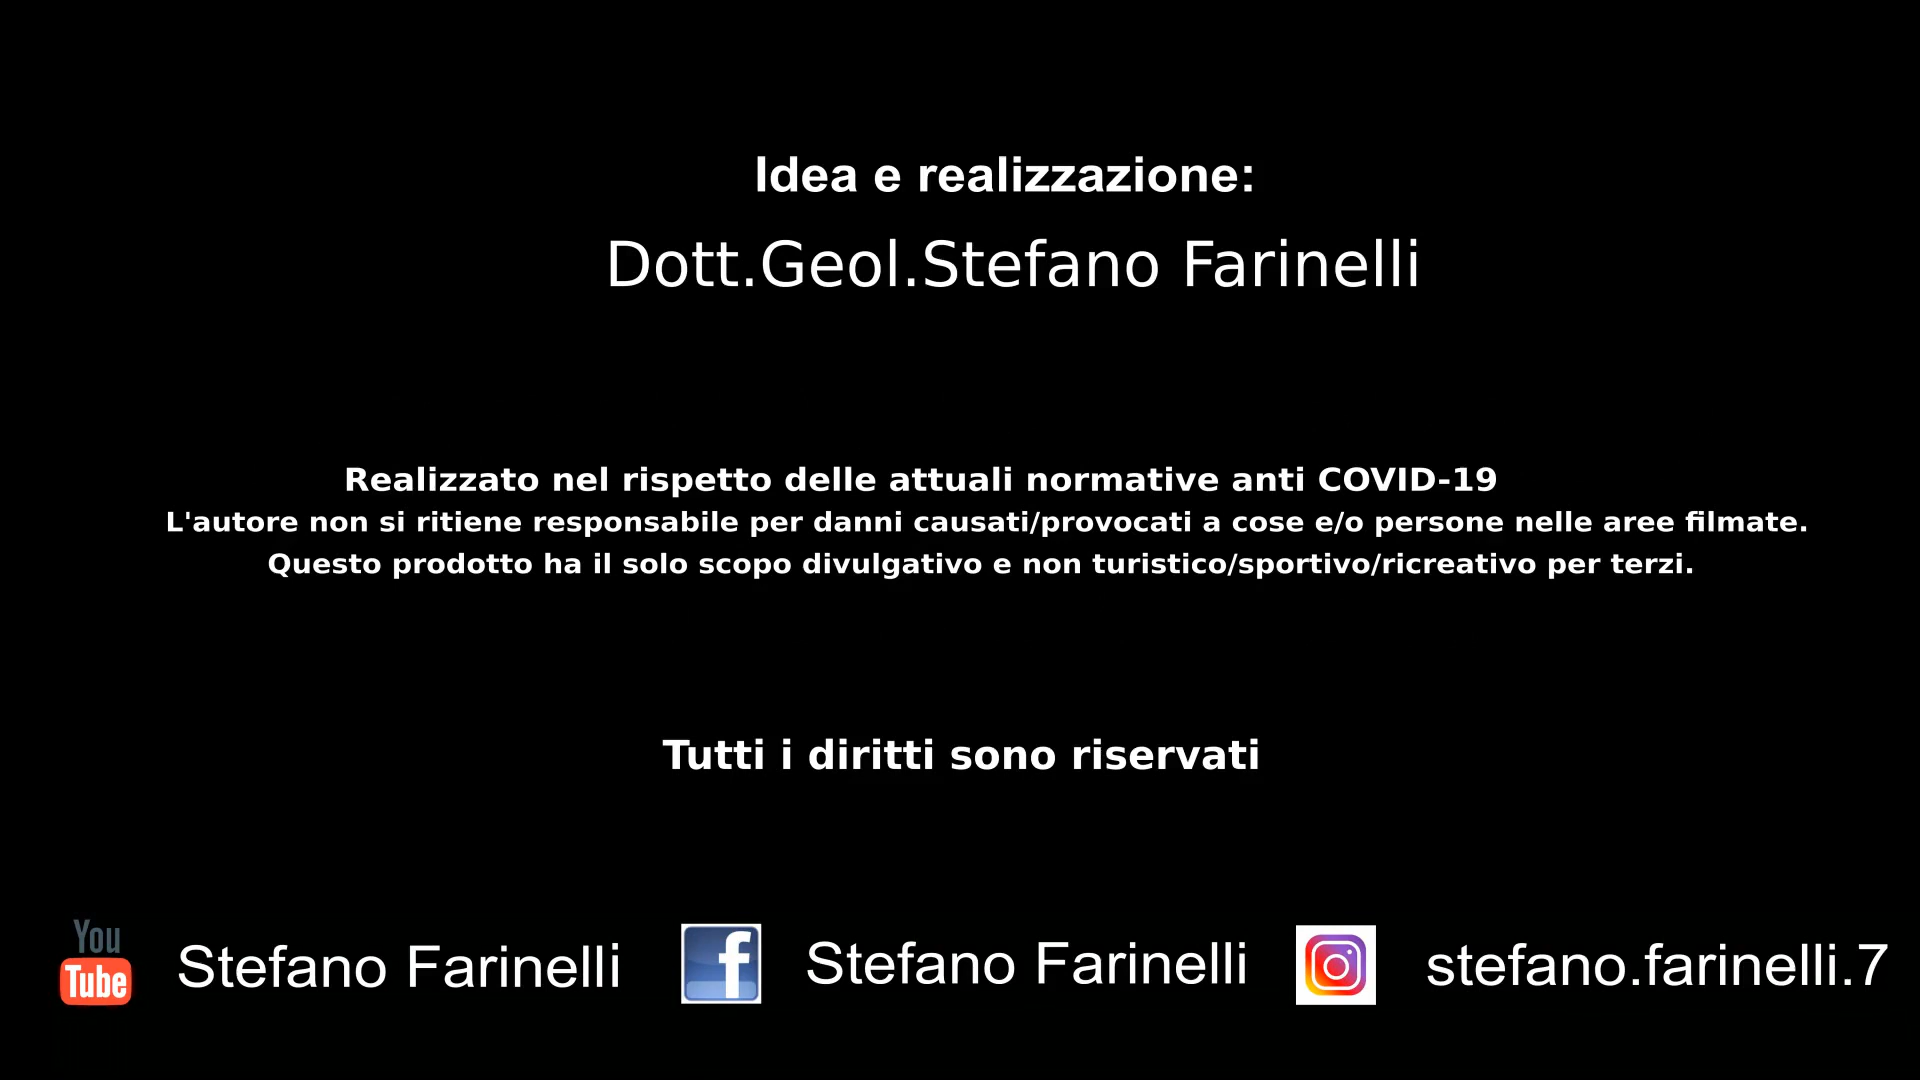 Idea e realizzazione:
Dott.Geol.Stefano Farinelli
Realizzato nel rispetto delle attuali normative anti COVID-19
L'autore non si ritiene responsabile per danni causati/provocati a cose e/o persone nelle aree filmate.
Questo prodotto ha il solo scopo divulgativo e non turistico/sportivo/ricreativo per terzi.
Tutti i diritti sono riservati
You
Tube
Stefano Farinelli
f
Stefano Farinelli
stefano.farinelli.7